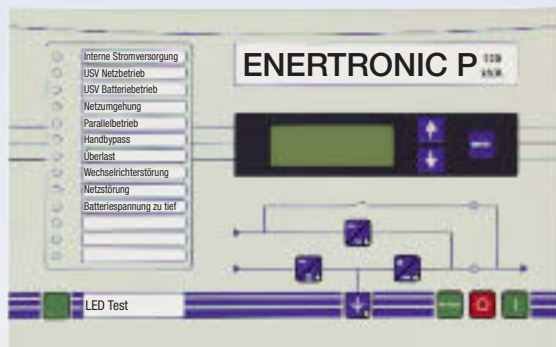 Interne Stromversorgung
USV Netzbetrieb
USV Batteriebetrieb
Netzumgehung
Parallelbetrieb
Handbypass
Überlast
Wechselrichterstörung
Netzstörung
Batteriespannung zu tief
ENERTRONIC P
LED Test